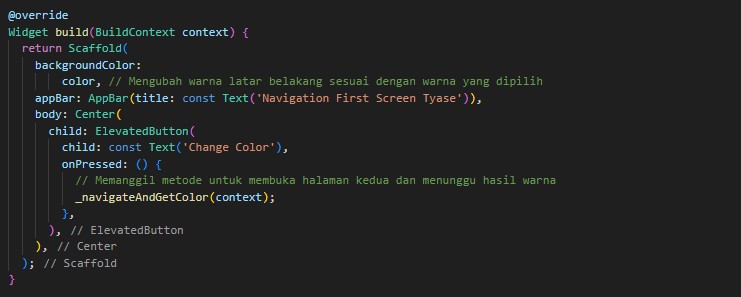 @override
Widget build(BuildContext context) {
  return Scaffold(
    backgroundColor:
        color, // Mengubah warna latar belakang sesuai dengan warna yang dipilih
    appBar: AppBar(title: const Text('Navigation First Screen Tyase')),
    body: Center(
      child: ElevatedButton(
        child: const Text('Change Color'),
        onPressed: () {
          // Memanggil metode untuk membuka halaman kedua dan menunggu hasil warna
          _navigateAndGetColor(context);
        },
      ), // ElevatedButton
    ), // Center
  ); // Scaffold
}